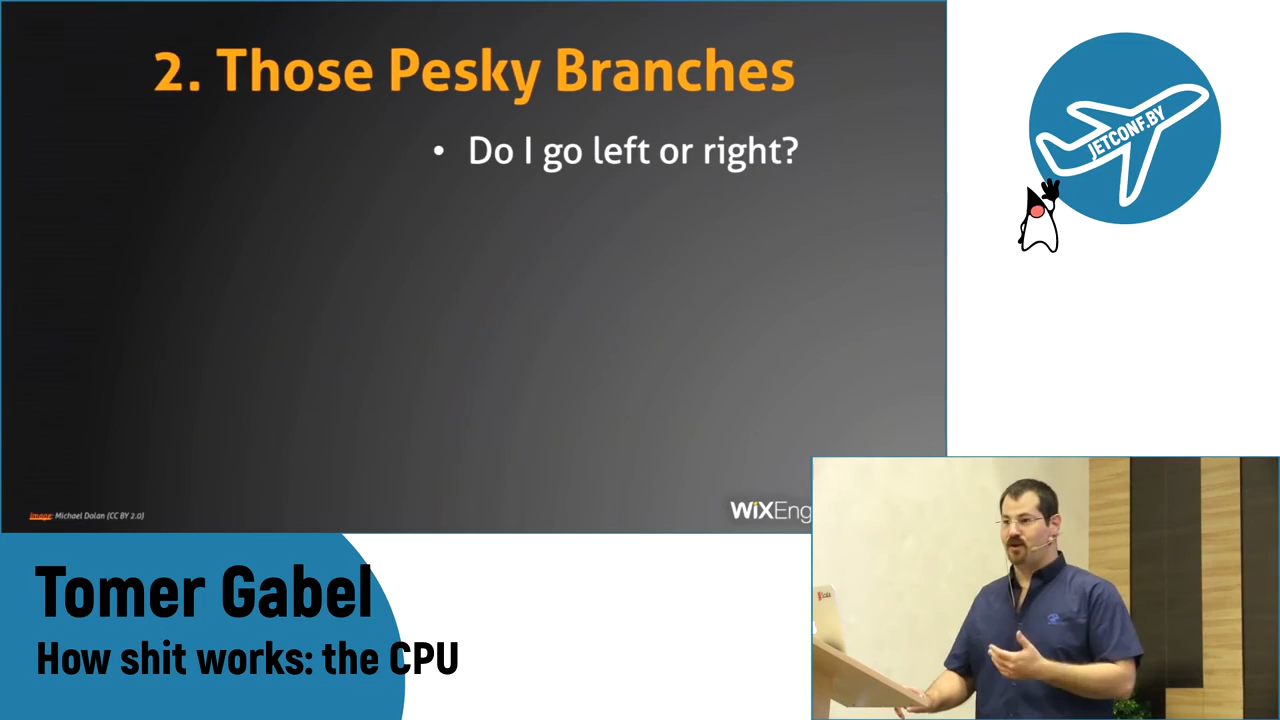 2. Those Pesky Branches
• Do I go left or right?
Image: Michael Dolan (CC BY 2.0)
WiXEng
JETCONF.BY
Scala
Tomer Gabel
How shit works: the CPU